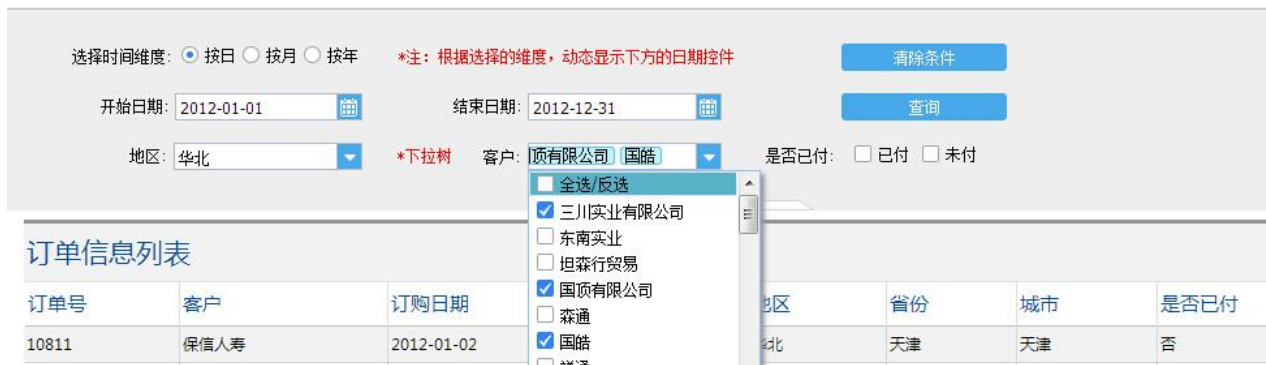 选择时间维度: 按日 按月 按年 *注: 根据选择的维度, 动态显示下方的日期控件 清除条件
开始日期: 2012-01-01 结束日期: 2012-12-31 查询
地区: 华北 *下拉树 客户: 顶有限公司 国皓 是否已付: 已付 未付
全选/反选
三川实业有限公司
东南实业
坦森行贸易
国顶有限公司
森通
国皓
订单信息列表
订单号 客户 订购日期 地区 省份 城市 是否已付
10811 保信人寿 2012-01-02 华北 天津 天津 否